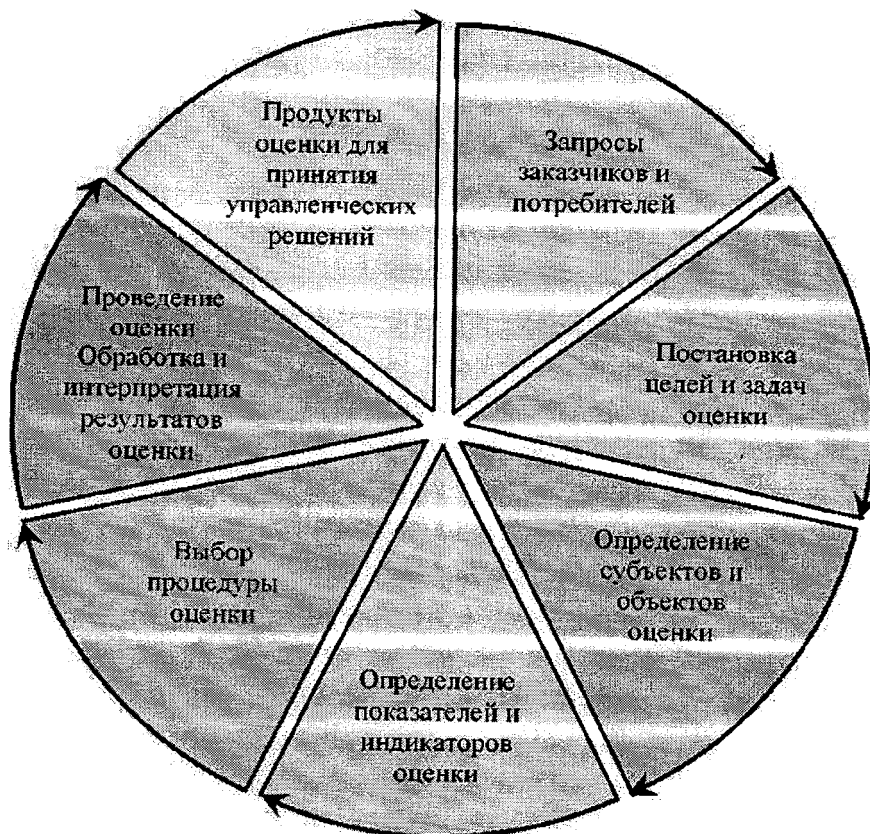 Продукты
оценки для
принятия
управленческих
решений
Запросы
заказчиков и
потребителей
Постановка
целей и задач
оценки
Определение
субъектов и
объектов
оценки
Определение
показателей и
индикаторов
оценки
Выбор
процедуры
оценки
Проведение
оценки
Обработка и
интерпретация
результатов
оценки